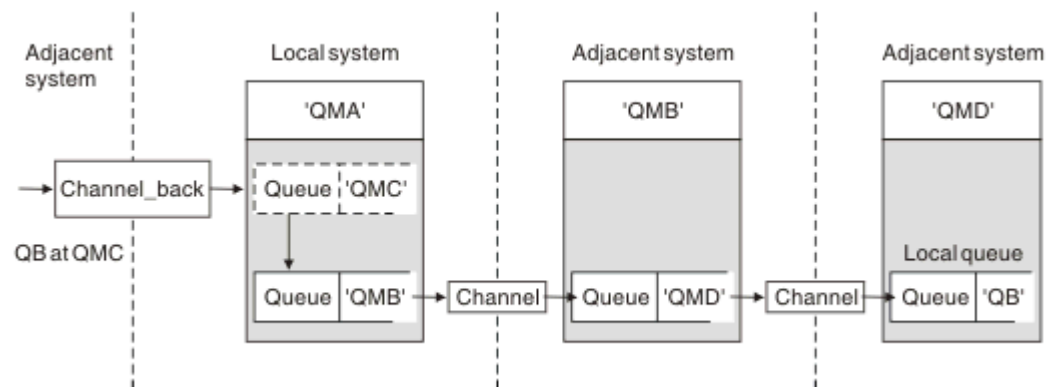 Adjacent
system
Local system
Adjacent system
Adjacent system
'QMA'
'QMB'
'QMD'
Channel_back
Queue 'QMC'
QB at QMC
Local queue
Queue 'QMB'
Channel
Queue 'QMD'
Channel
Queue 'QB'